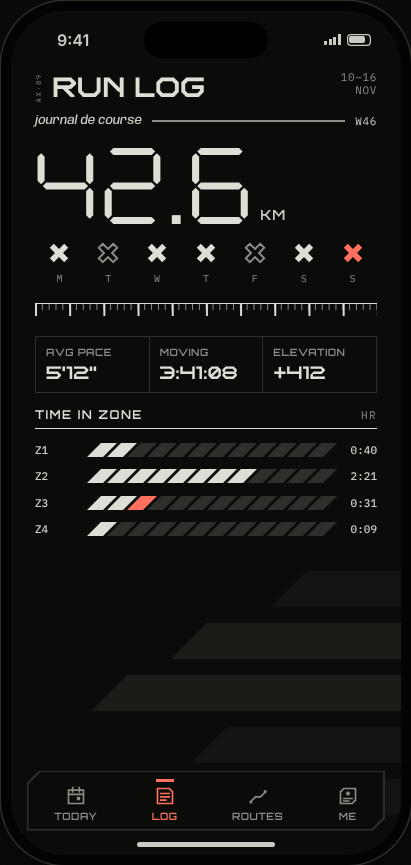 9:41
AX-09
RUN LOG
10–16
NOV
journal de course
W46
42.6 KM
M T W T F S S
AVG PACE MOVING ELEVATION
5'12" 3:41:08 +412
TIME IN ZONE HR
Z1 0:40
Z2 2:21
Z3 0:31
Z4 0:09
TODAY LOG ROUTES ME